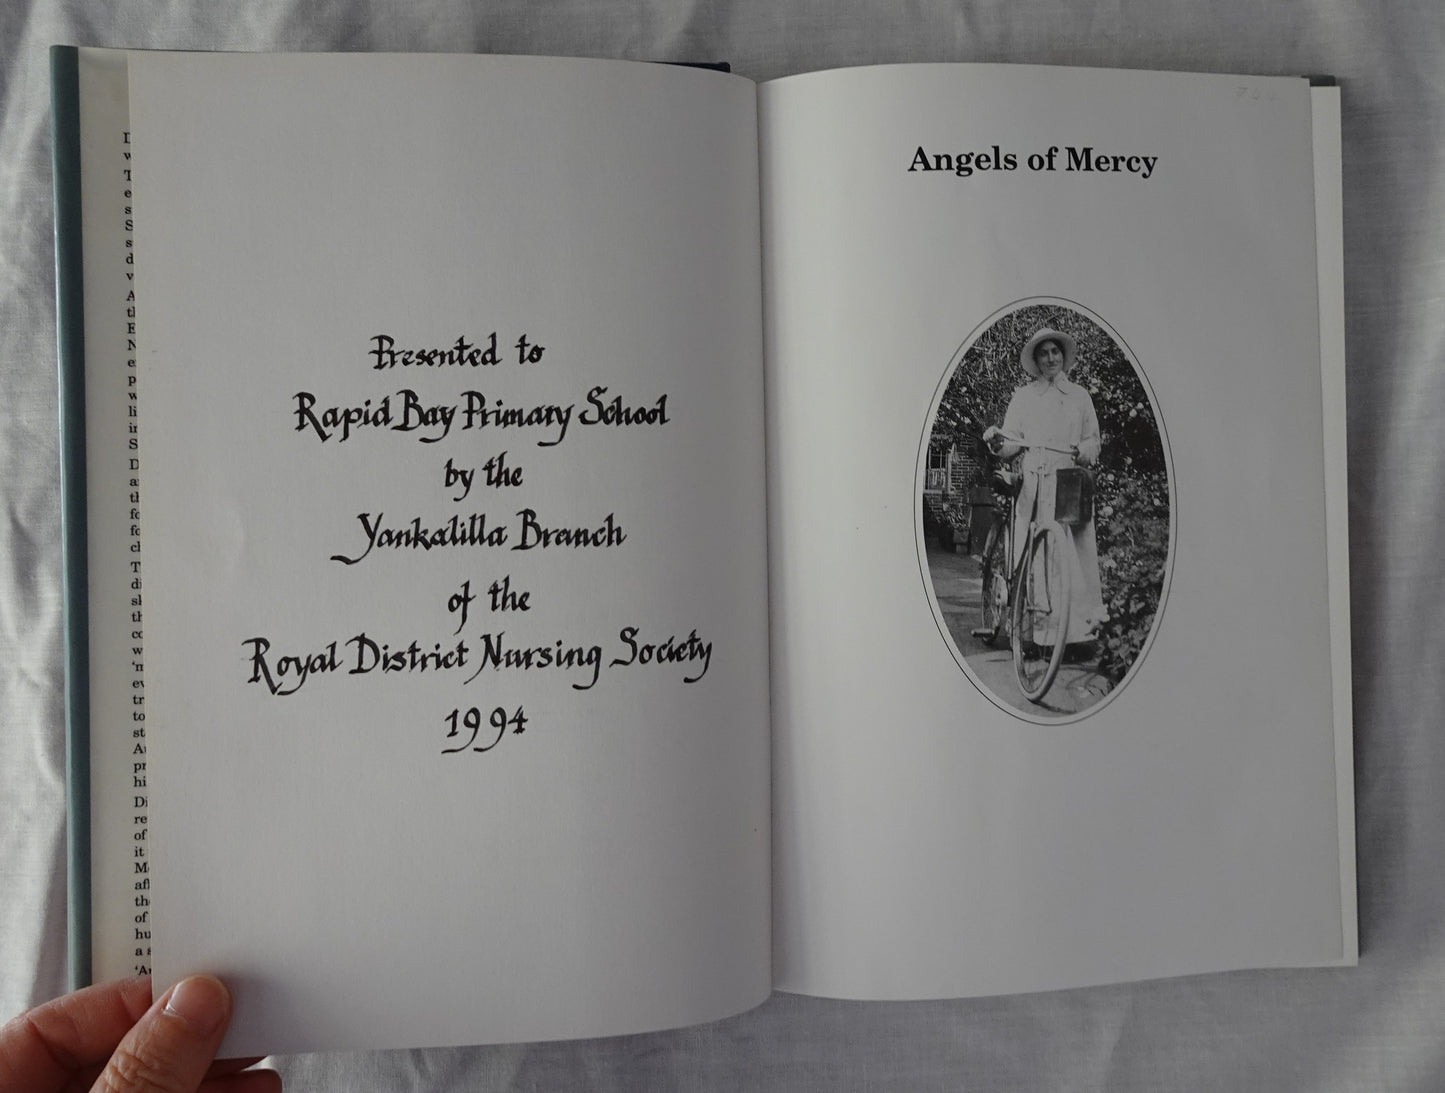 Presented to
Rapid Bay Primary School
by the
Yankalilla Branch
of the
Royal District Nursing Society
1994
Angels of Mercy